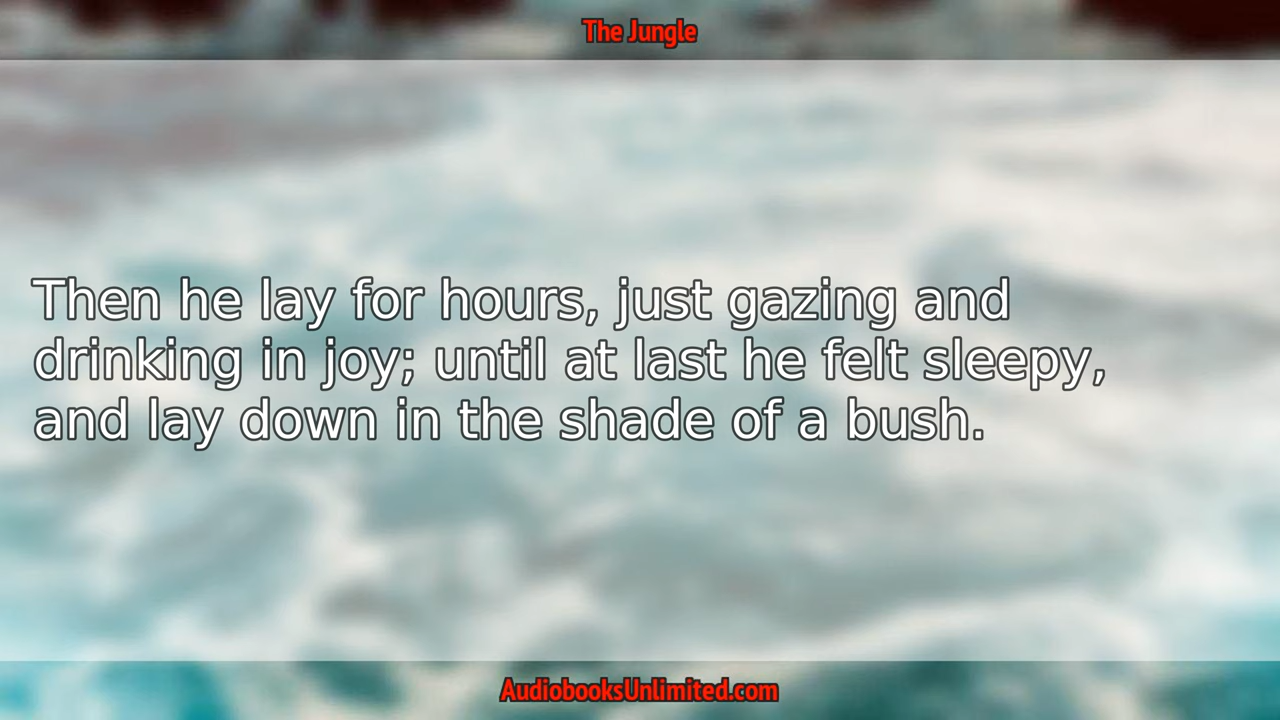 The Jungle
Then he lay for hours, just gazing and
drinking in joy; until at last he felt sleepy,
and lay down in the shade of a bush.
AudiobooksUnlimited.com